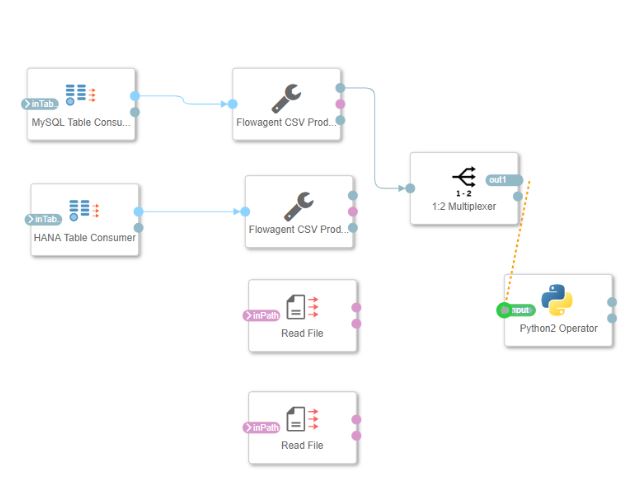 inTab.
MySQL Table Consu...
Flowagent CSV Prod...
out1
1 - 2
1:2 Multiplexer
inTab.
HANA Table Consumer
Flowagent CSV Prod...
inPath
Read File
input
Python2 Operator
inPath
Read File